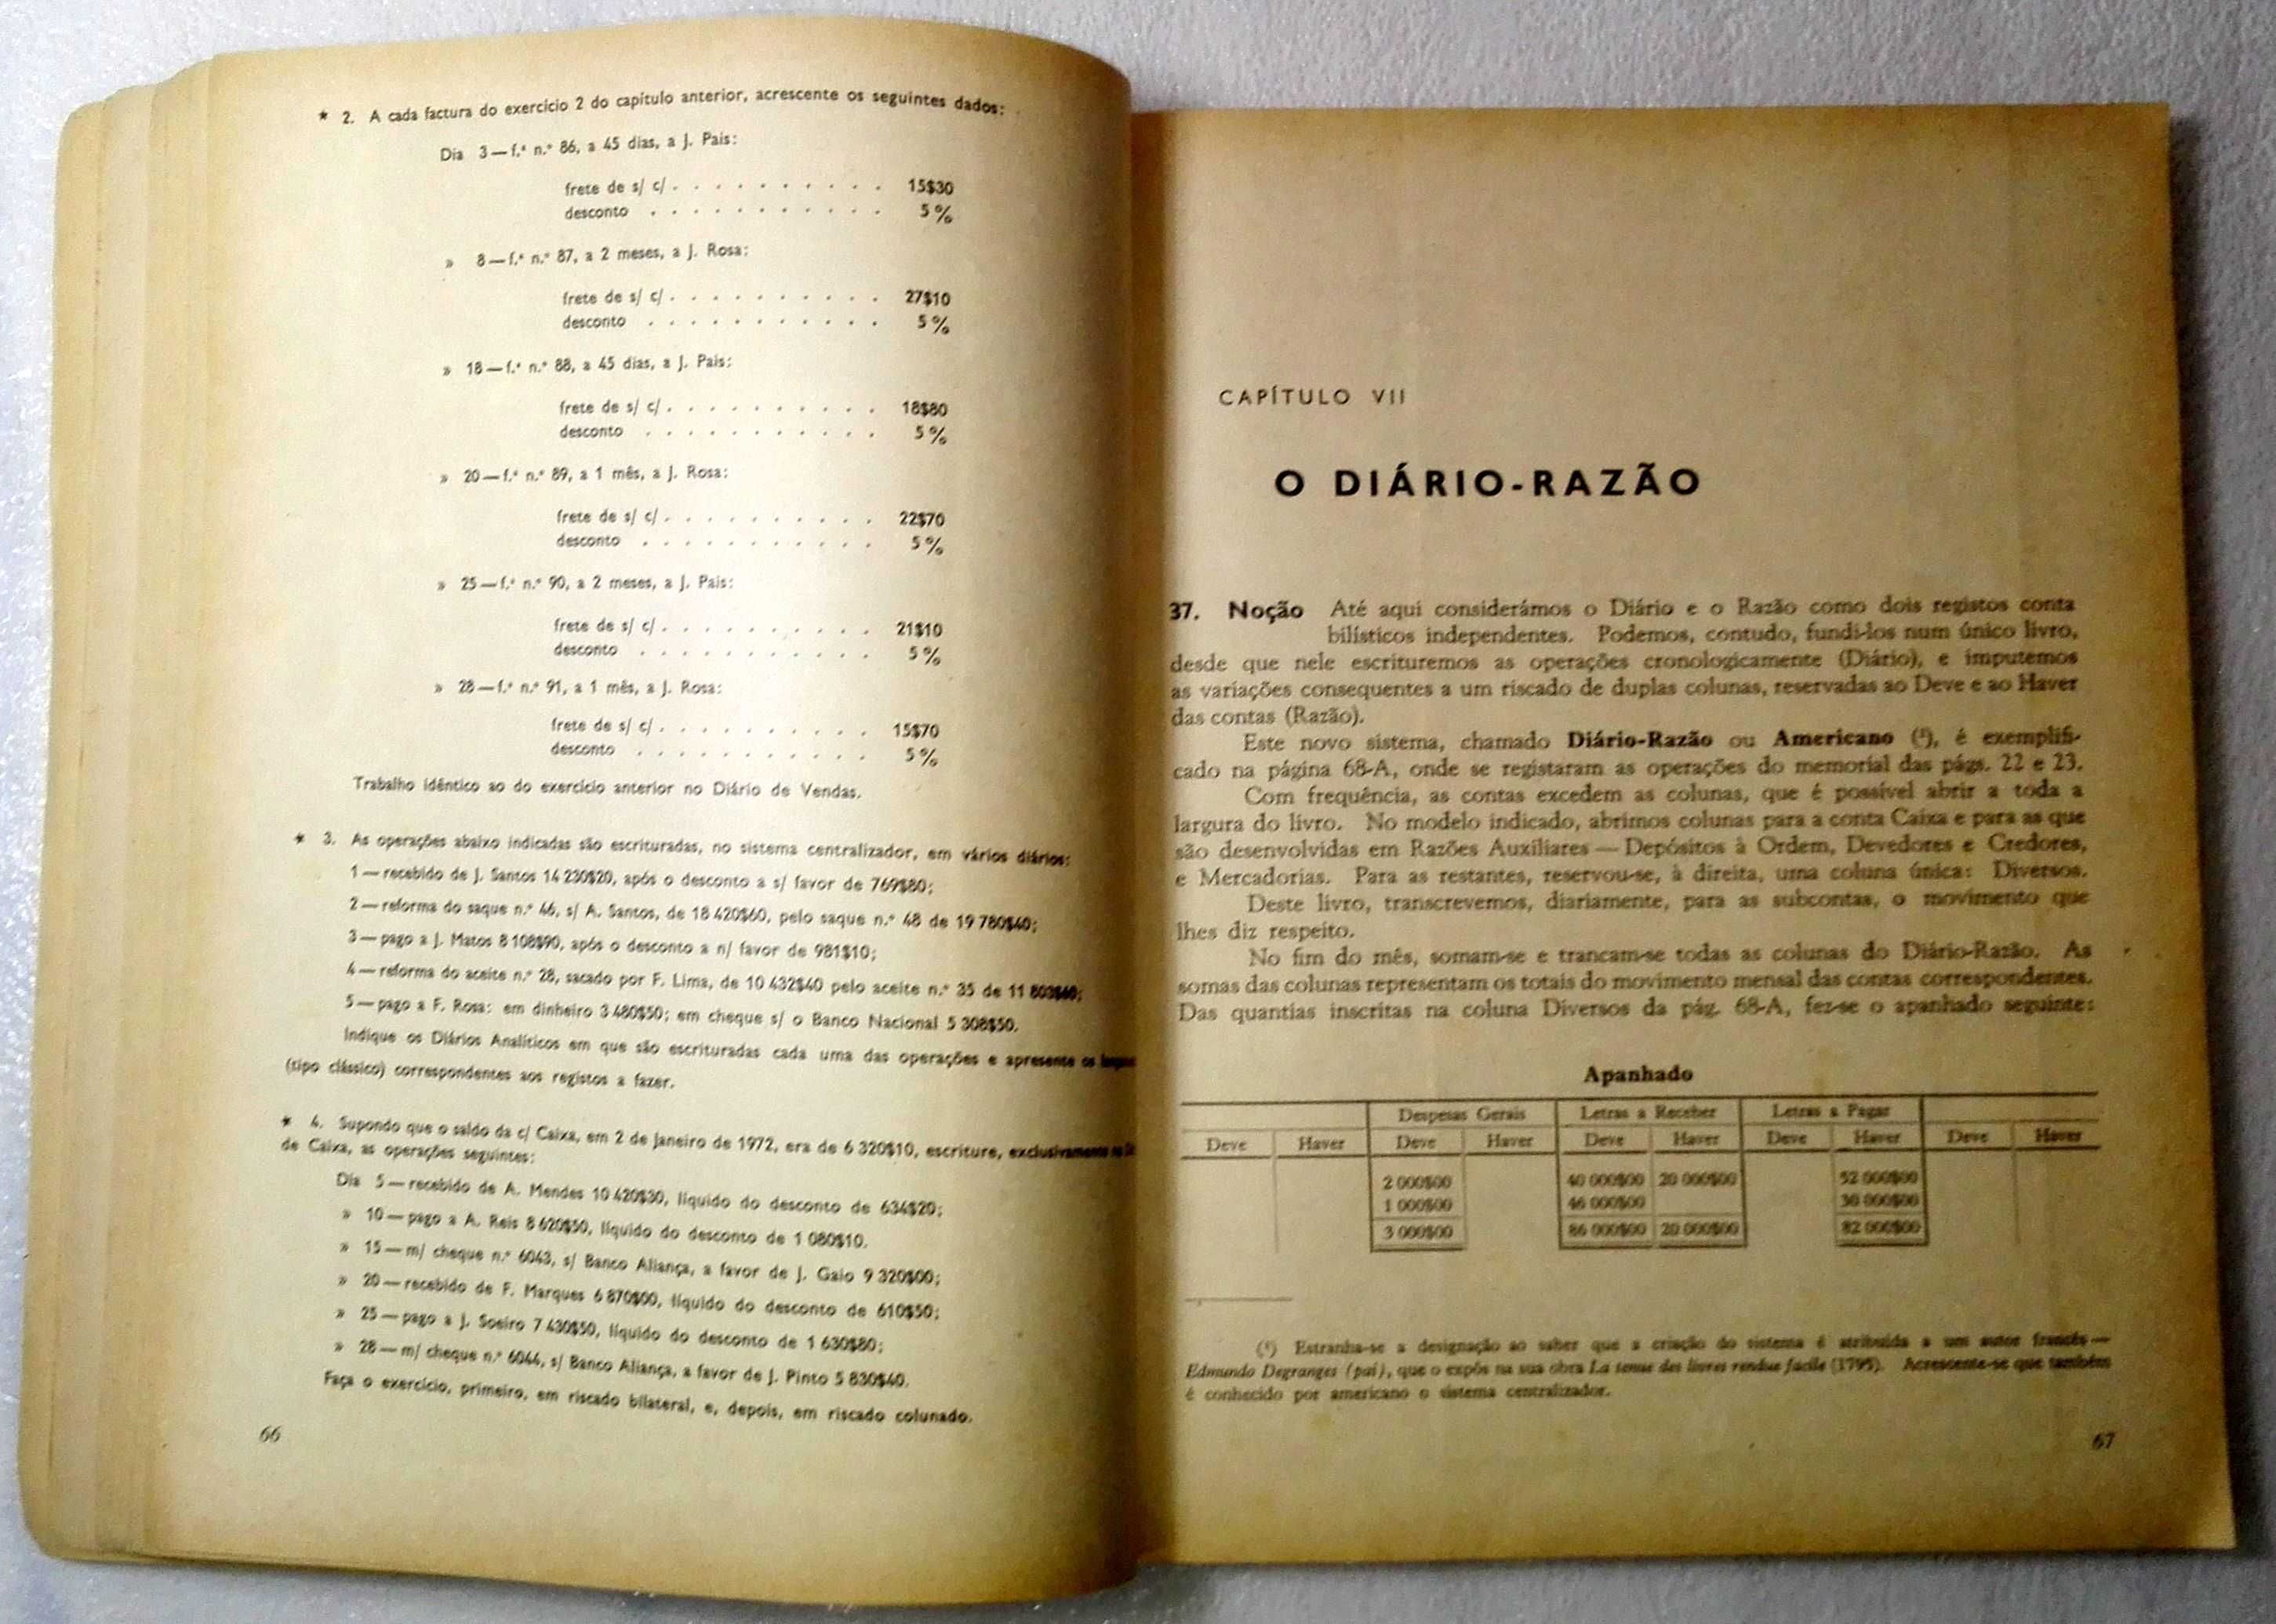 * 2. A cada factura do exercício 2 do capítulo anterior, acrescente os seguintes dados:
Dia 3 — f.ª n.º 86, a 45 dias, a J. Pais:
frete de s/ c/ . . . . . . . . . . 15$30
desconto . . . . . . . . . . . 5 %
» 8 — f.ª n.º 87, a 2 meses, a J. Rosa:
frete de s/ c/ . . . . . . . . . . 27$10
desconto . . . . . . . . . . . 5 %
» 18 — f.ª n.º 88, a 45 dias, a J. Pais:
frete de s/ c/ . . . . . . . . . . 18$80
desconto . . . . . . . . . . . 5 %
» 20 — f.ª n.º 89, a 1 mês, a J. Rosa:
frete de s/ c/ . . . . . . . . . . 22$70
desconto . . . . . . . . . . . 5 %
» 25 — f.ª n.º 90, a 2 meses, a J. Pais:
frete de s/ c/ . . . . . . . . . . 21$10
desconto . . . . . . . . . . . 5 %
» 28 — f.ª n.º 91, a 1 mês, a J. Rosa:
frete de s/ c/ . . . . . . . . . . 15$70
desconto . . . . . . . . . . . 5 %
Trabalho idêntico ao do exercício anterior no Diário de Vendas.
* 3. As operações abaixo indicadas são escrituradas, no sistema centralizador, em vários diários:
1 — recebido de J. Santos 14 230$20, após o desconto a s/ favor de 769$80;
2 — reforma do saque n.º 46, s/ A. Santos, de 18 420$60, pelo saque n.º 48 de 19 780$40;
3 — pago a J. Matos 8 108$90, após o desconto a n/ favor de 981$10;
4 — reforma do aceite n.º 28, sacado por F. Lima, de 10 432$40 pelo aceite n.º 35 de
5 — pago a F. Rosa: em dinheiro 3 480$50; em cheque s/ o Banco Nacional 5 308$50.
Indique os Diários Analíticos em que são escrituradas cada uma das operações e apresente os
(tipo clássico) correspondentes aos registos a fazer.
* 4. Supondo que o saldo da c/ Caixa, em 2 de Janeiro de 1972, era de 6 320$10, escriture, exclusivamente
de Caixa, as operações seguintes:
Dia 5 — recebido de A. Mendes 10 420$30, líquido do desconto de 634$20;
» 10 — pago a A. Reis 8 620$50, líquido do desconto de 1 080$10.
» 15 — m/ cheque n.º 6043, s/ Banco Aliança, a favor de J. Gaio 9 320$00;
» 20 — recebido de F. Marques 6 870$00, líquido do desconto de 610$50;
» 25 — pago a J. Soeiro 7 430$50, líquido do desconto de 1 630$80;
» 28 — m/ cheque n.º 6044, s/ Banco Aliança, a favor de J. Pinto 5 830$40.
Faça o exercício, primeiro, em riscado bilateral, e, depois, em riscado colunado.
66
CAPÍTULO VII
O DIÁRIO-RAZÃO
37. Noção Até aqui considerámos o Diário e o Razão como dois registos conta
bilísticos independentes. Podemos, contudo, fundi-los num único livro,
desde que nele escrituremos as operações cronologicamente (Diário), e imputemos
as variações consequentes a um riscado de duplas colunas, reservadas ao Deve e ao Haver
das contas (Razão).
Este novo sistema, chamado Diário-Razão ou Americano (¹), é exemplifi-
cado na página 68-A, onde se registaram as operações do memorial das págs. 22 e 23.
Com frequência, as contas excedem as colunas, que é possível abrir a toda a
largura do livro. No modelo indicado, abrimos colunas para a conta Caixa e para as que
são desenvolvidas em Razões Auxiliares — Depósitos à Ordem, Devedores e Credores,
e Mercadorias. Para as restantes, reservou-se, à direita, uma coluna única: Diversos.
Deste livro, transcrevemos, diariamente, para as subcontas, o movimento que
lhes diz respeito.
No fim do mês, somam-se e trancam-se todas as colunas do Diário-Razão. As
somas das colunas representam os totais do movimento mensal das contas correspondentes.
Das quantias inscritas na coluna Diversos da pág. 68-A, fez-se o apanhado seguinte:
Apanhado
Despesas Gerais Letras a Receber Letras a Pagar
Deve Haver Deve Haver Deve Haver Deve Haver Deve Haver
2 000$00 40 000$00 20 000$00 52 000$00
1 000$00 46 000$00 30 000$00
3 000$00 86 000$00 20 000$00 82 000$00
(¹) Estranha-se a designação ao saber que a criação do sistema é atribuída a um autor francês —
Edmundo Degranges (pai), que o expôs na sua obra La tenue des livres rendue facile (1795). Acrescente-se que também
é conhecido por americano o sistema centralizador.
67